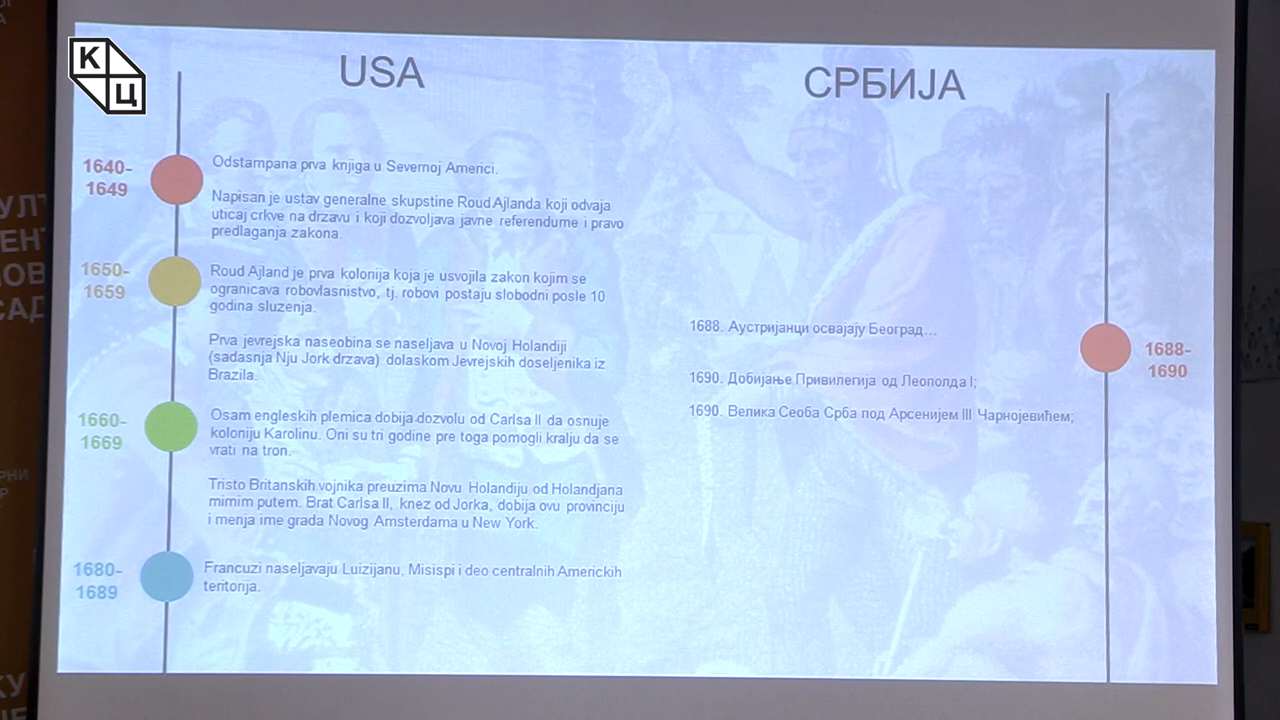 К
Ц
USA
СРБИЈА
1640-
1649
Odstampana prva knjiga u Severnoj Americi.
Napisan je ustav generalne skupstine Roud Ajlanda koji odvaja
uticaj crkve na drzavu i koji dozvoljava javne referendume i pravo
predlaganja zakona.
1650-
1659
Roud Ajland je prva kolonija koja je usvojila zakon kojim se
ogranicava robovlasnistvo, tj. robovi postaju slobodni posle 10
godina sluzenja.
Prva jevrejska naseobina se naseljava u Novoj Holandiji
(sadasnja Nju Jork drzava) dolaskom Jevrejskih doseljenika iz
Brazila.
1660-
1669
Osam engleskih plemica dobija dozvolu od Carlsa II da osnuje
koloniju Karolinu. Oni su tri godine pre toga pomogli kralju da se
vrati na tron.
Tristo Britanskih vojnika preuzima Novu Holandiju od Holandjana
mirnim putem. Brat Carlsa II, knez od Jorka, dobija ovu provinciju
i menja ime grada Novog Amsterdama u New York.
1680-
1689
Francuzi naseljavaju Luizijanu, Misispi i deo centralnih Americkih
teritorija.
1688. Аустријанци освајају Београд...
1690. Добијање Привилегија од Леополда I;
1690. Велика Сеоба Срба под Арсенијем III Чарнојевићем;
1688-
1690